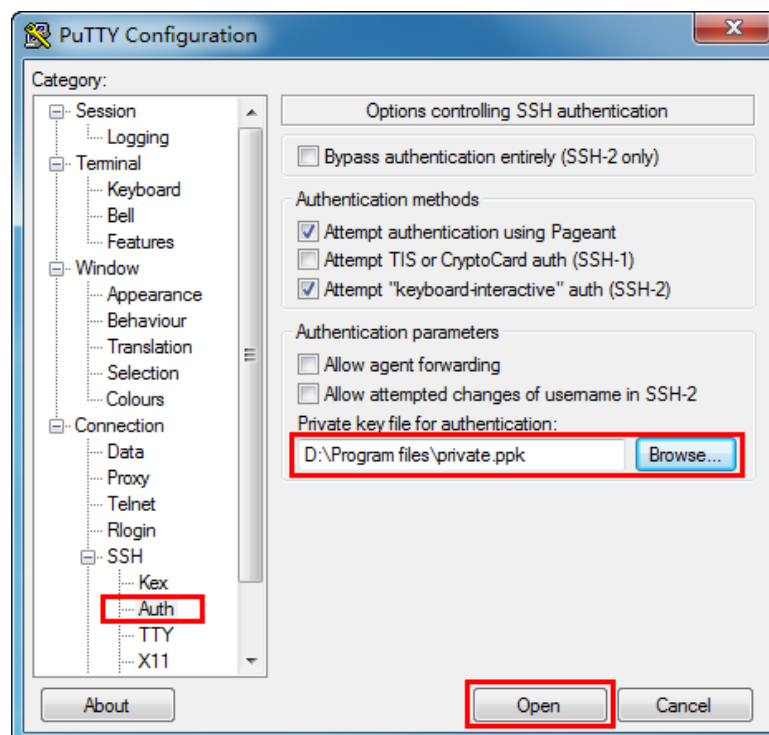 PuTTY Configuration
Category:
Session
Logging
Terminal
Keyboard
Bell
Features
Window
Appearance
Behaviour
Translation
Selection
Colours
Connection
Data
Proxy
Telnet
Rlogin
SSH
Kex
Auth
TTY
X11
Options controlling SSH authentication
Bypass authentication entirely (SSH-2 only)
Authentication methods
Attempt authentication using Pageant
Attempt TIS or CryptoCard auth (SSH-1)
Attempt "keyboard-interactive" auth (SSH-2)
Authentication parameters
Allow agent forwarding
Allow attempted changes of username in SSH-2
Private key file for authentication:
D:\Program files\private.ppk Browse...
About Open Cancel